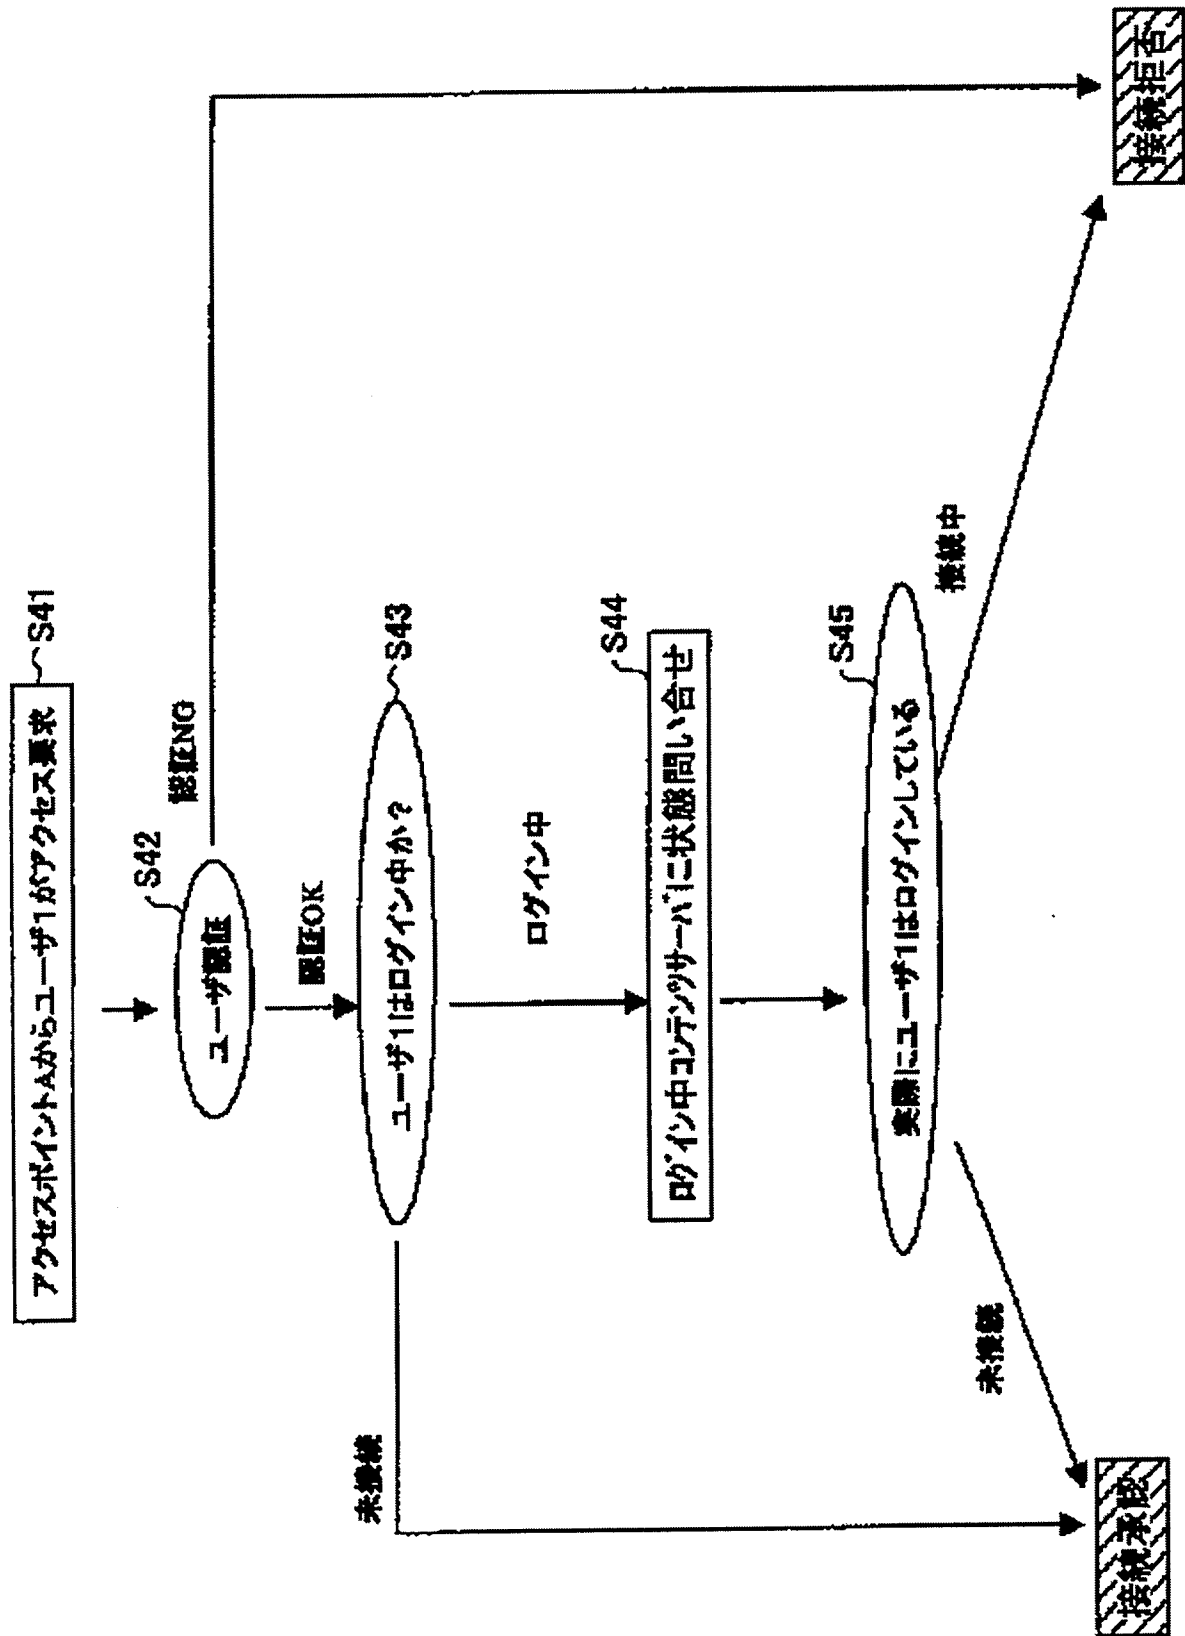 アクセスポイントAからユーザ1がアクセス要求
S41
ユーザ認証
S42
認証NG
認証OK
ユーザ1はログイン中か？
S43
未接続
ログイン中
S44
ログイン中コンテンツサーバに状態問い合せ
S45
実際にユーザ1はログインしている
未接続
接続中
接続承認
接続拒否